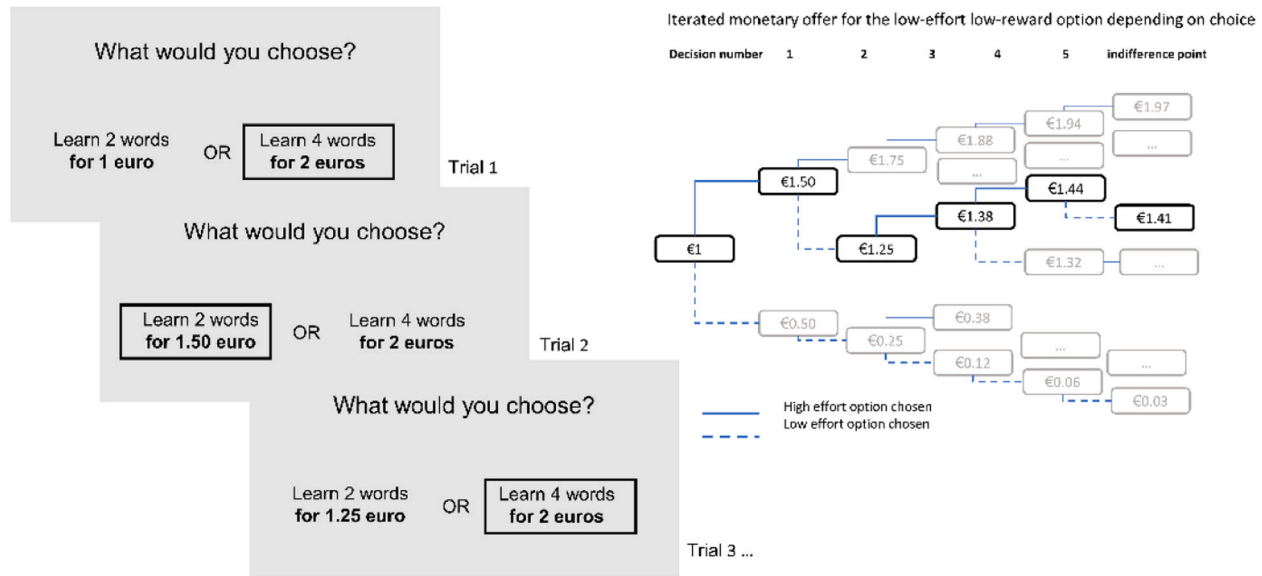 What would you choose?
Learn 2 words
for 1 euro
OR
Learn 4 words
for 2 euros
Trial 1
What would you choose?
Learn 2 words
for 1.50 euro
OR
Learn 4 words
for 2 euros
Trial 2
What would you choose?
Learn 2 words
for 1.25 euro
OR
Learn 4 words
for 2 euros
Trial 3 ...
Iterated monetary offer for the low-effort low-reward option depending on choice
Decision number 1 2 3 4 5 indifference point
€1.97
€1.94
€1.88
...
€1.75
...
...
€1.50
€1.44
€1.38
€1.41
€1
€1.25
€1.32
...
€0.50
€0.38
€0.25
...
€0.12
...
€0.06
€0.03
High effort option chosen
Low effort option chosen